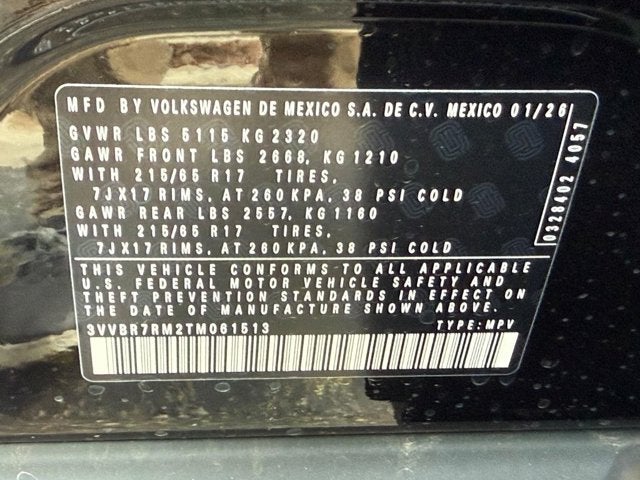 MFD BY VOLKSWAGEN DE MEXICO S.A. DE C.V. MEXICO 01/26
GVWR LBS 5115 KG 2320
GAWR FRONT LBS 2668, KG 1210
WITH 215/65 R17 TIRES,
7JX17 RIMS, AT 260 KPA, 38 PSI COLD
GAWR REAR LBS 2557, KG 1160
WITH 215/65 R17 TIRES,
7JX17 RIMS, AT 260 KPA, 38 PSI COLD
0328402 4057
THIS VEHICLE CONFORMS TO ALL APPLICABLE
U.S. FEDERAL MOTOR VEHICLE SAFETY AND
THEFT PREVENTION STANDARDS IN EFFECT ON
THE DATE OF MANUFACTURE SHOWN ABOVE.
3VVBR7RM2TM061513 TYPE: MPV